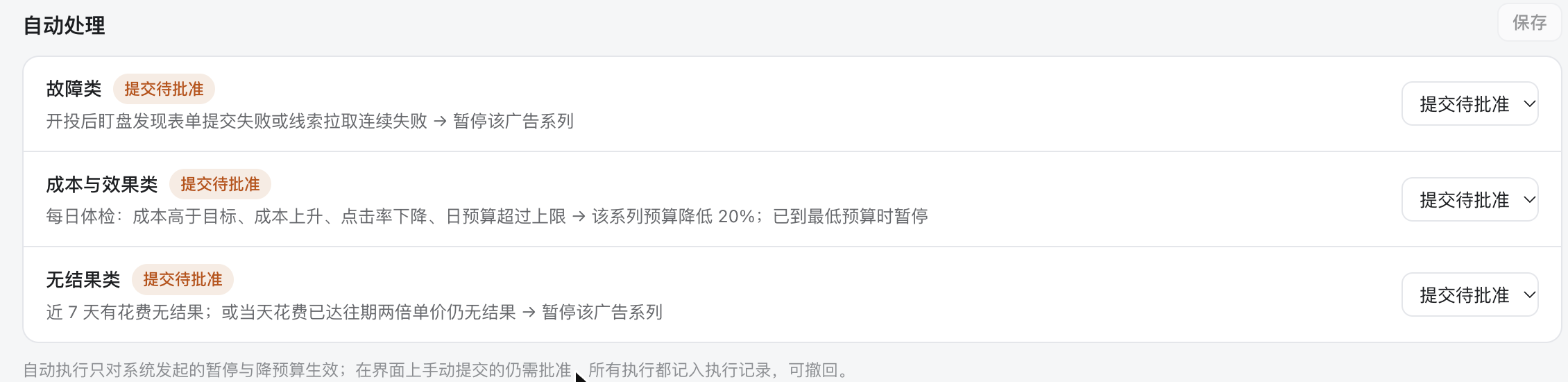 自动处理
保存
故障类 提交待批准
开投后盯盘发现表单提交失败或线索拉取连续失败 → 暂停该广告系列
提交待批准
成本与效果类 提交待批准
每日体检：成本高于目标、成本上升、点击率下降、日预算超过上限 → 该系列预算降低 20%；已到最低预算时暂停
提交待批准
无结果类 提交待批准
近 7 天有花费无结果；或当天花费已达往期两倍单价仍无结果 → 暂停该广告系列
提交待批准
自动执行只对系统发起的暂停与降预算生效；在界面上手动提交的仍需批准 所有执行都记入执行记录，可撤回。